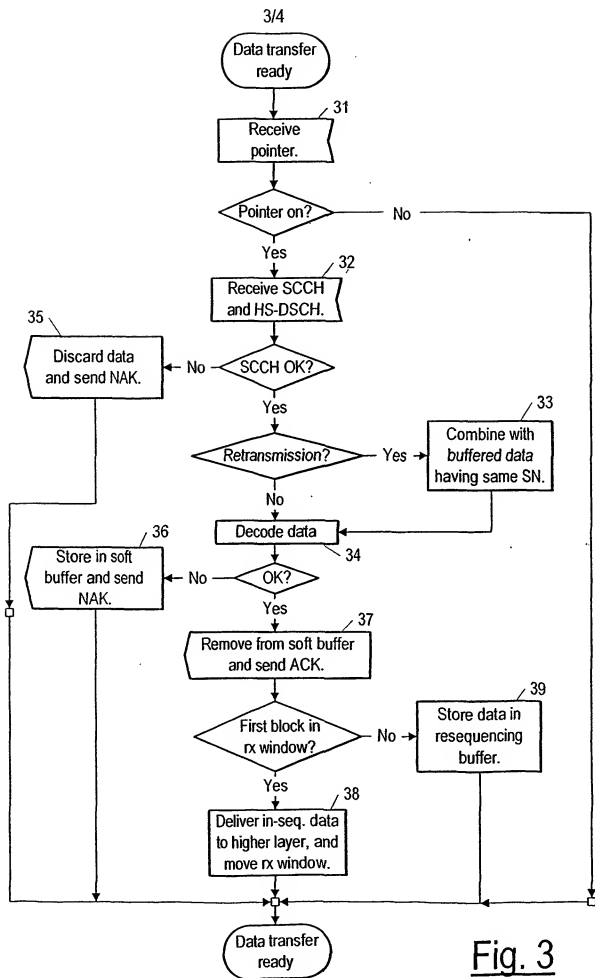 3/4
Data transfer
ready
31
Receive
pointer.
Pointer on?
No
Yes
32
Receive SCCH
and HS-DSCH.
35
Discard data
and send NAK.
No
SCCH OK?
Yes
33
Retransmission?
Yes
Combine with
buffered data
having same SN.
No
Decode data
34
36
Store in soft
buffer and send
NAK.
No
OK?
Yes
37
Remove from soft buffer
and send ACK.
39
First block in
rx window?
No
Store data in
resequencing
buffer.
Yes
38
Deliver in-seq. data
to higher layer, and
move rx window.
Data transfer
ready
Fig. 3